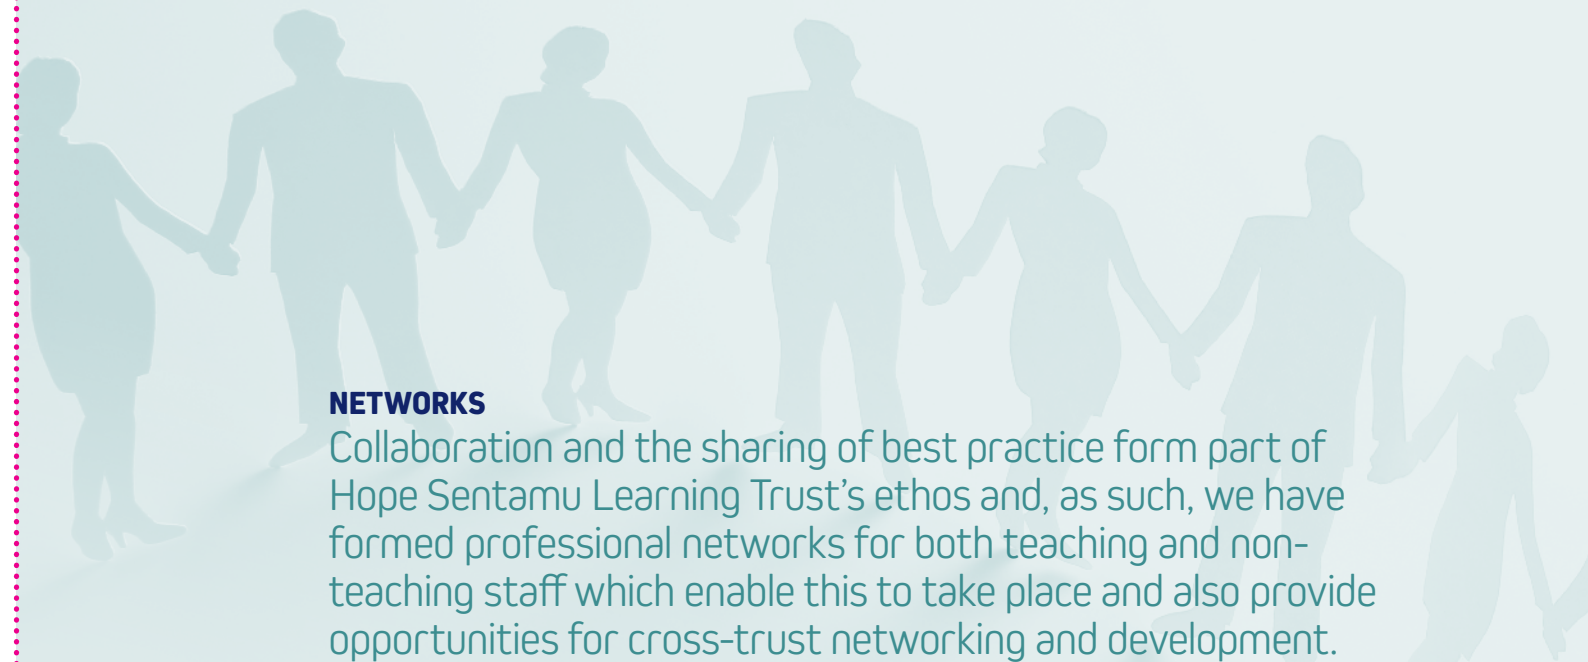 NETWORKS
Collaboration and the sharing of best practice form part of
Hope Sentamu Learning Trust’s ethos and, as such, we have
formed professional networks for both teaching and non-
teaching staff which enable this to take place and also provide
opportunities for cross-trust networking and development.